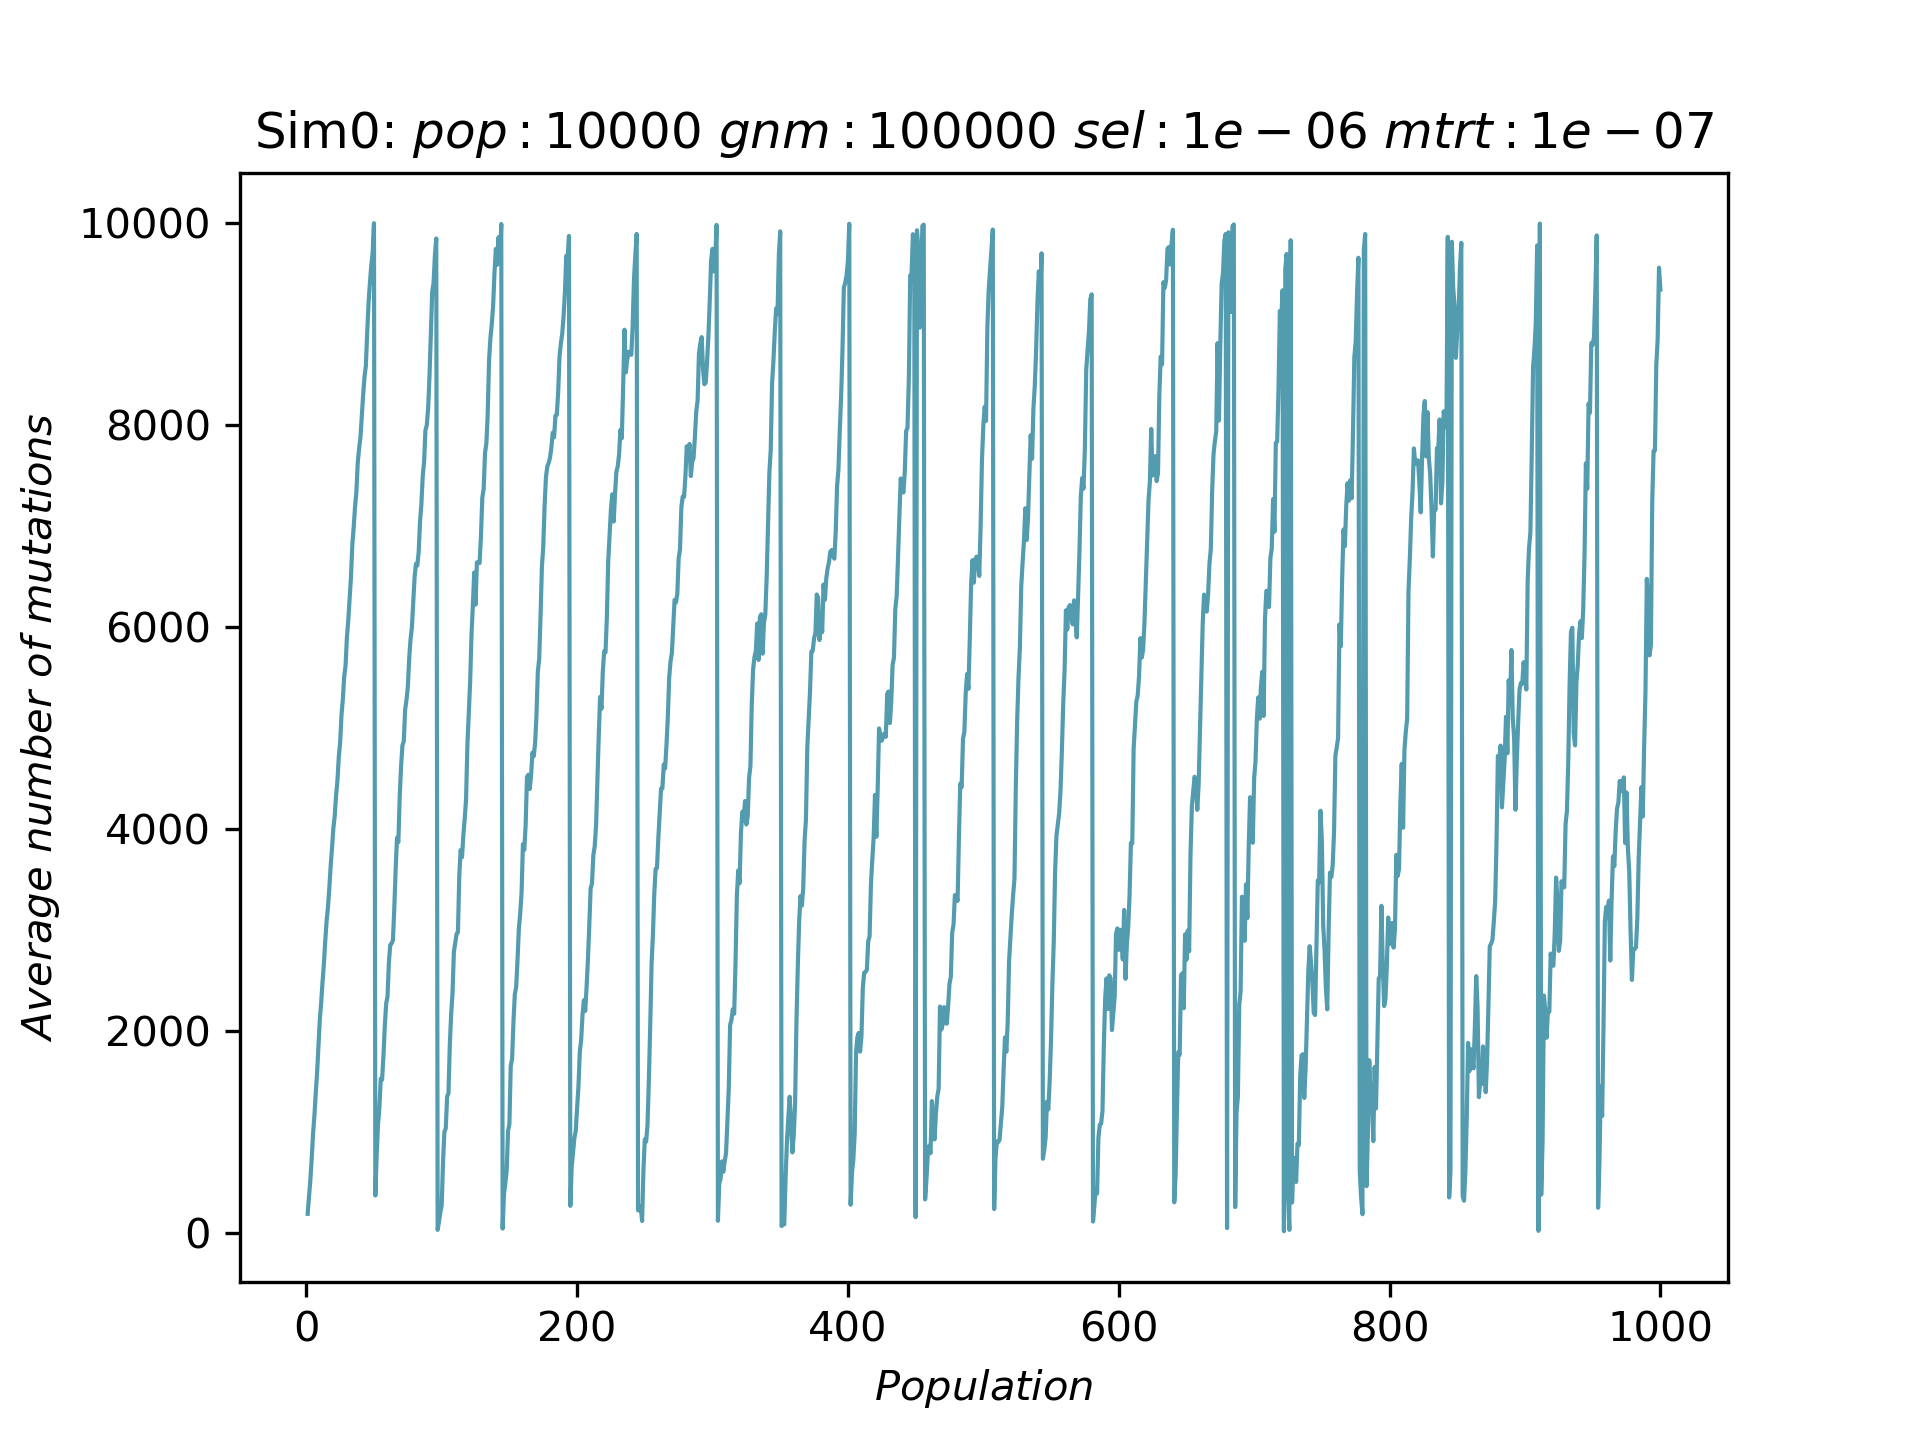 Sim0: pop : 10000 gnm : 100000 sel : 1e − 06 mtrt : 1e − 07
Average number of mutations
10000
8000
6000
4000
2000
0
0 200 400 600 800 1000
Population